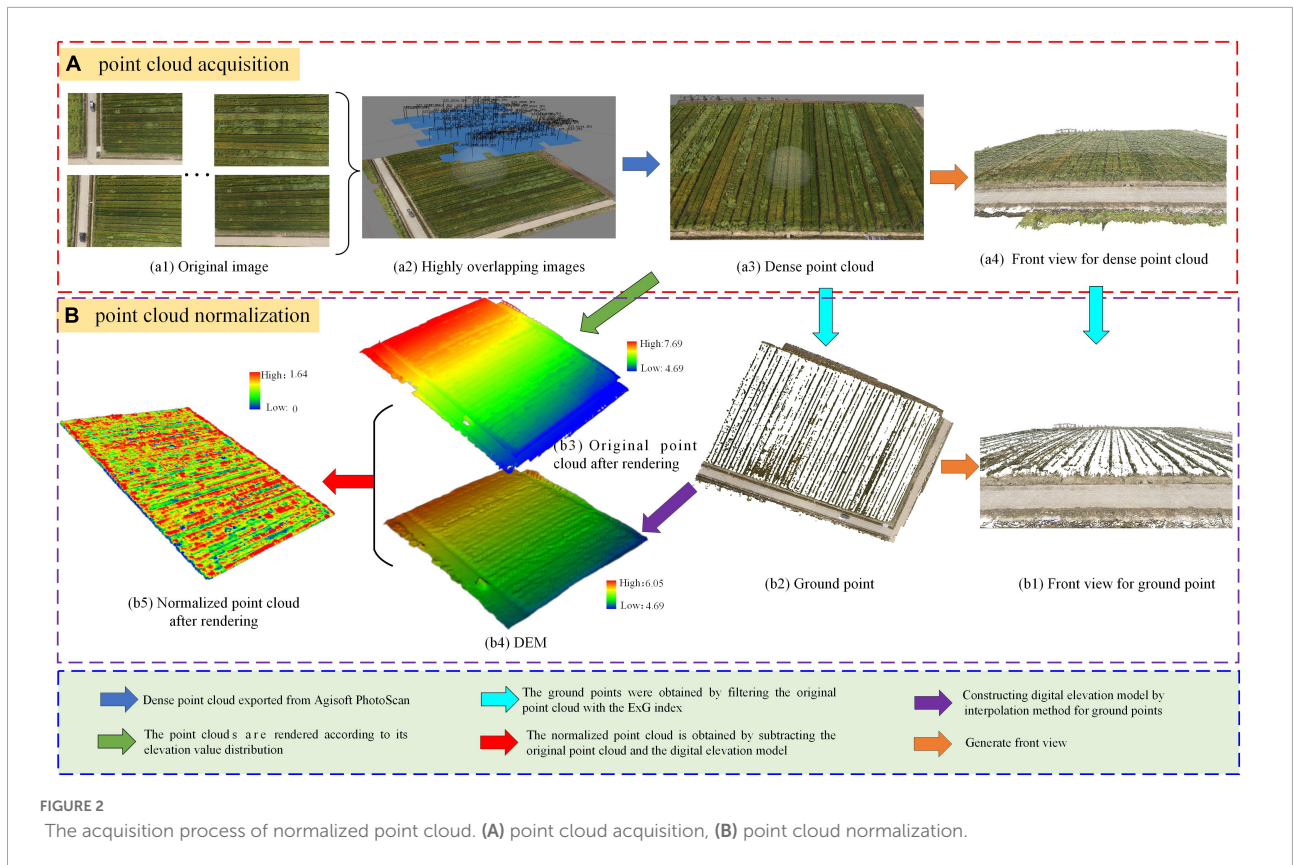 A point cloud acquisition
(a1) Original image
(a2) Highly overlapping images
(a3) Dense point cloud
(a4) Front view for dense point cloud
B point cloud normalization
High: 1.64
Low: 0
High:7.69
Low: 4.69
(b3) Original point
cloud after rendering
(b5) Normalized point cloud
after rendering
High:6.05
Low:4.69
(b4) DEM
(b2) Ground point
(b1) Front view for ground point
Dense point cloud exported from Agisoft PhotoScan
The ground points were obtained by filtering the original
point cloud with the ExG index
Constructing digital elevation model by
interpolation method for ground points
The point clouds are rendered according to its
elevation value distribution
The normalized point cloud is obtained by subtracting the
original point cloud and the digital elevation model
Generate front view
FIGURE 2
The acquisition process of normalized point cloud. (A) point cloud acquisition, (B) point cloud normalization.